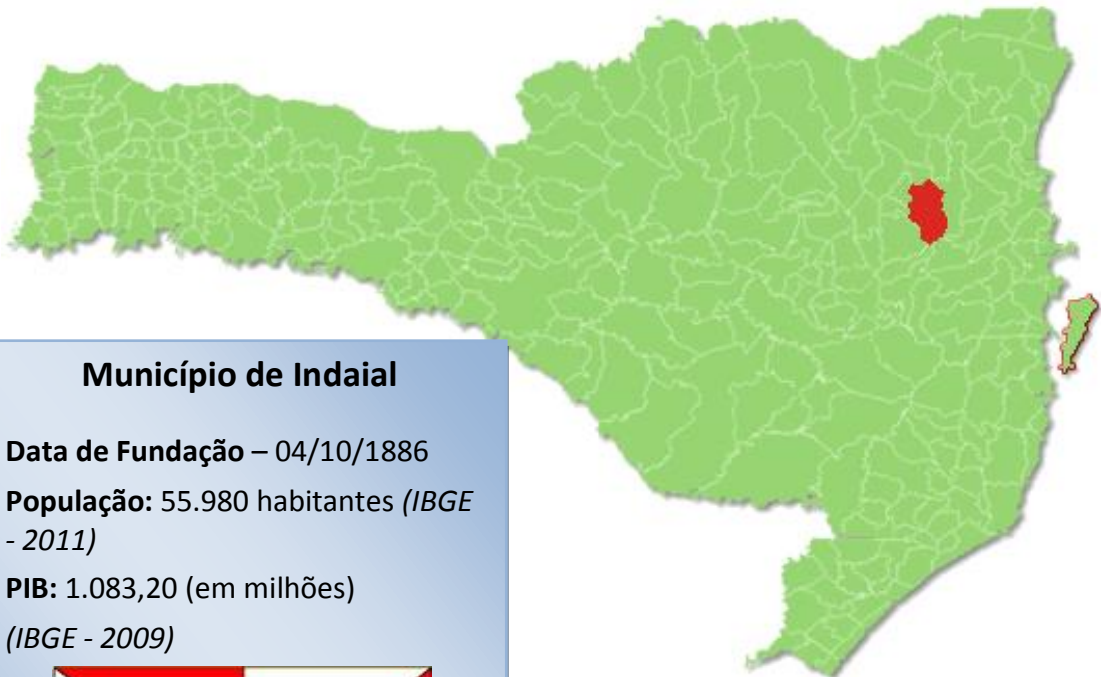 Município de Indaial
Data de Fundação – 04/10/1886
População: 55.980 habitantes (IBGE
- 2011)
PIB: 1.083,20 (em milhões)
(IBGE - 2009)